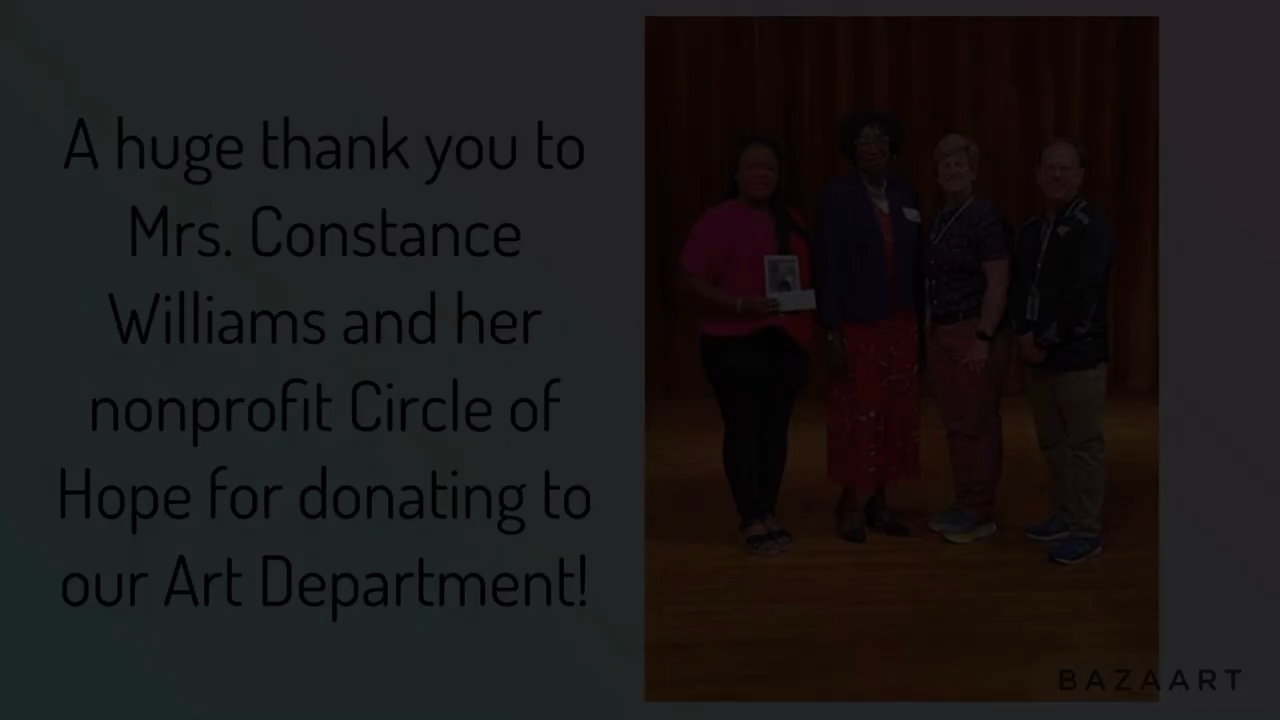 A huge thank you to
Mrs. Constance
Williams and her
nonprofit Circle of
Hope for donating to
our Art Department!
BAZAART